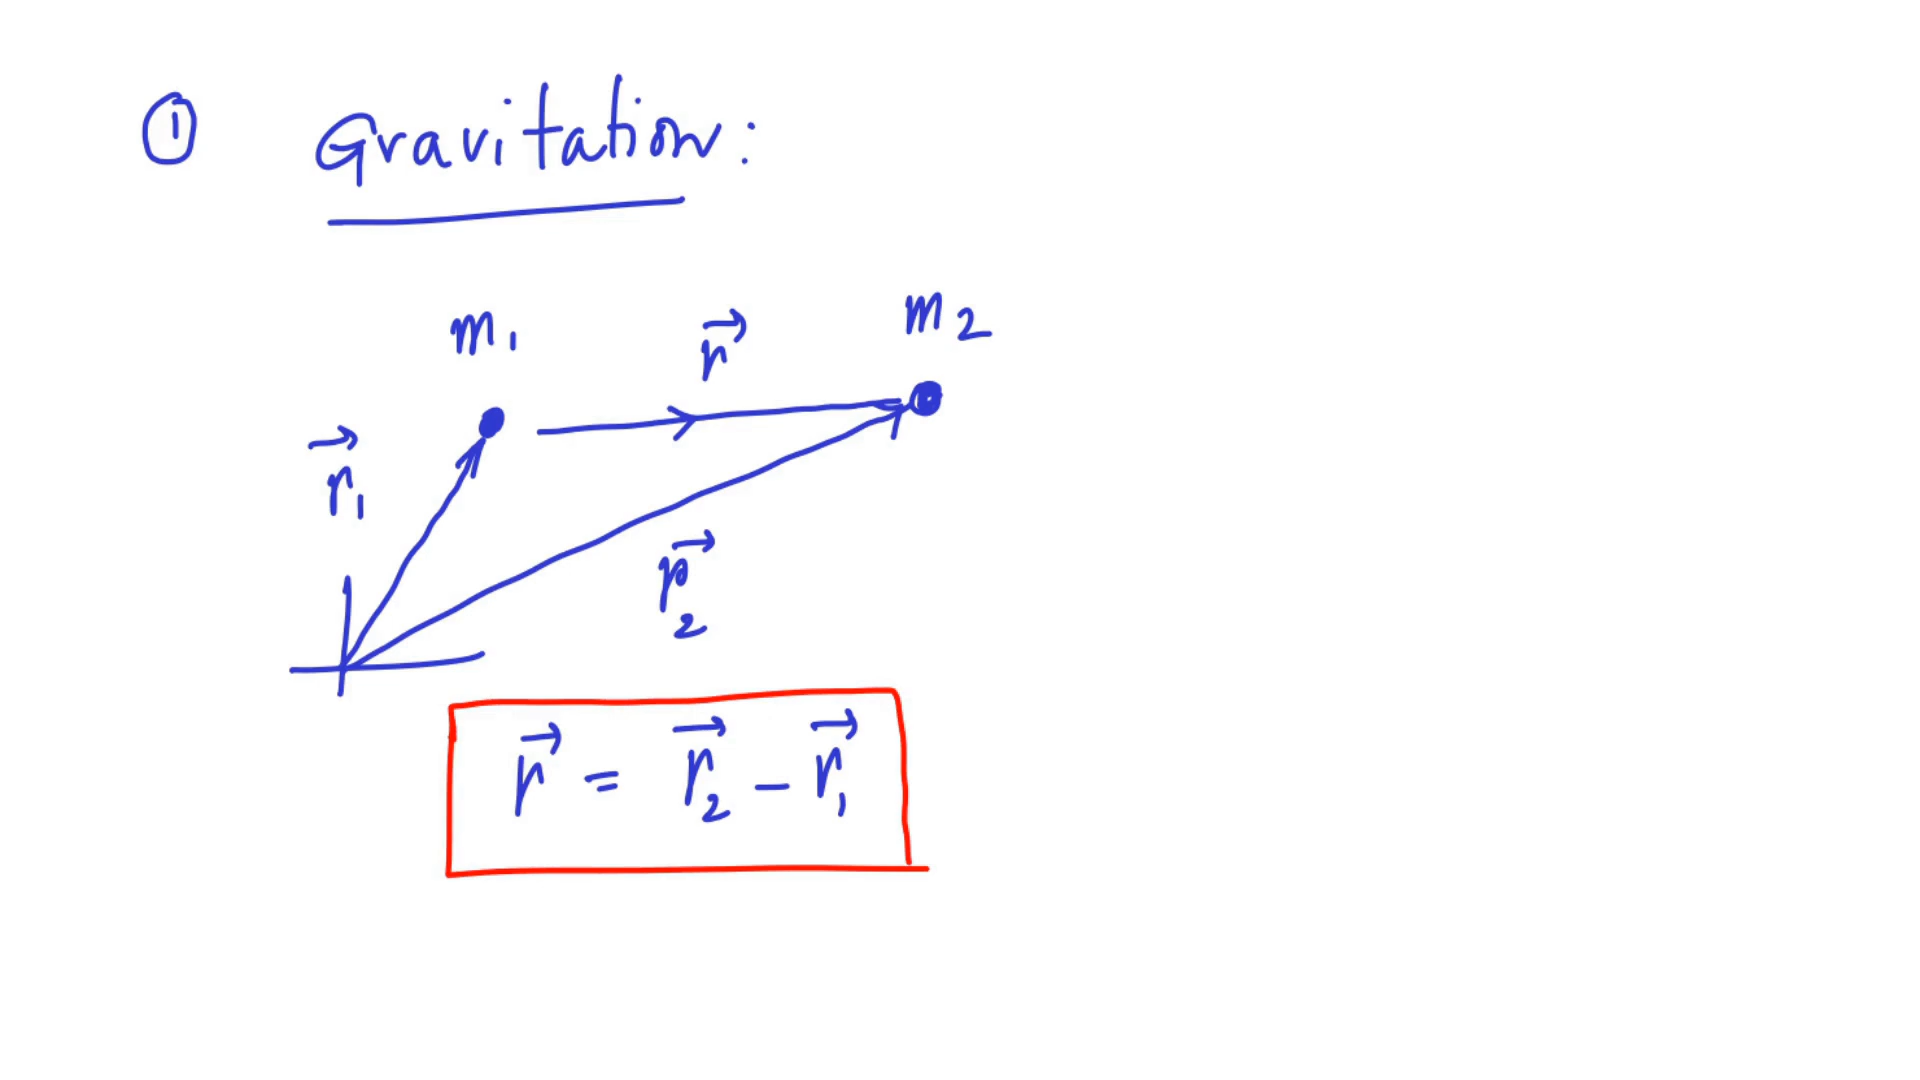 ① Gravitation:
m₁ r⃗ m₂
r⃗₁
r⃗₂
r⃗ = r⃗₂ − r⃗₁